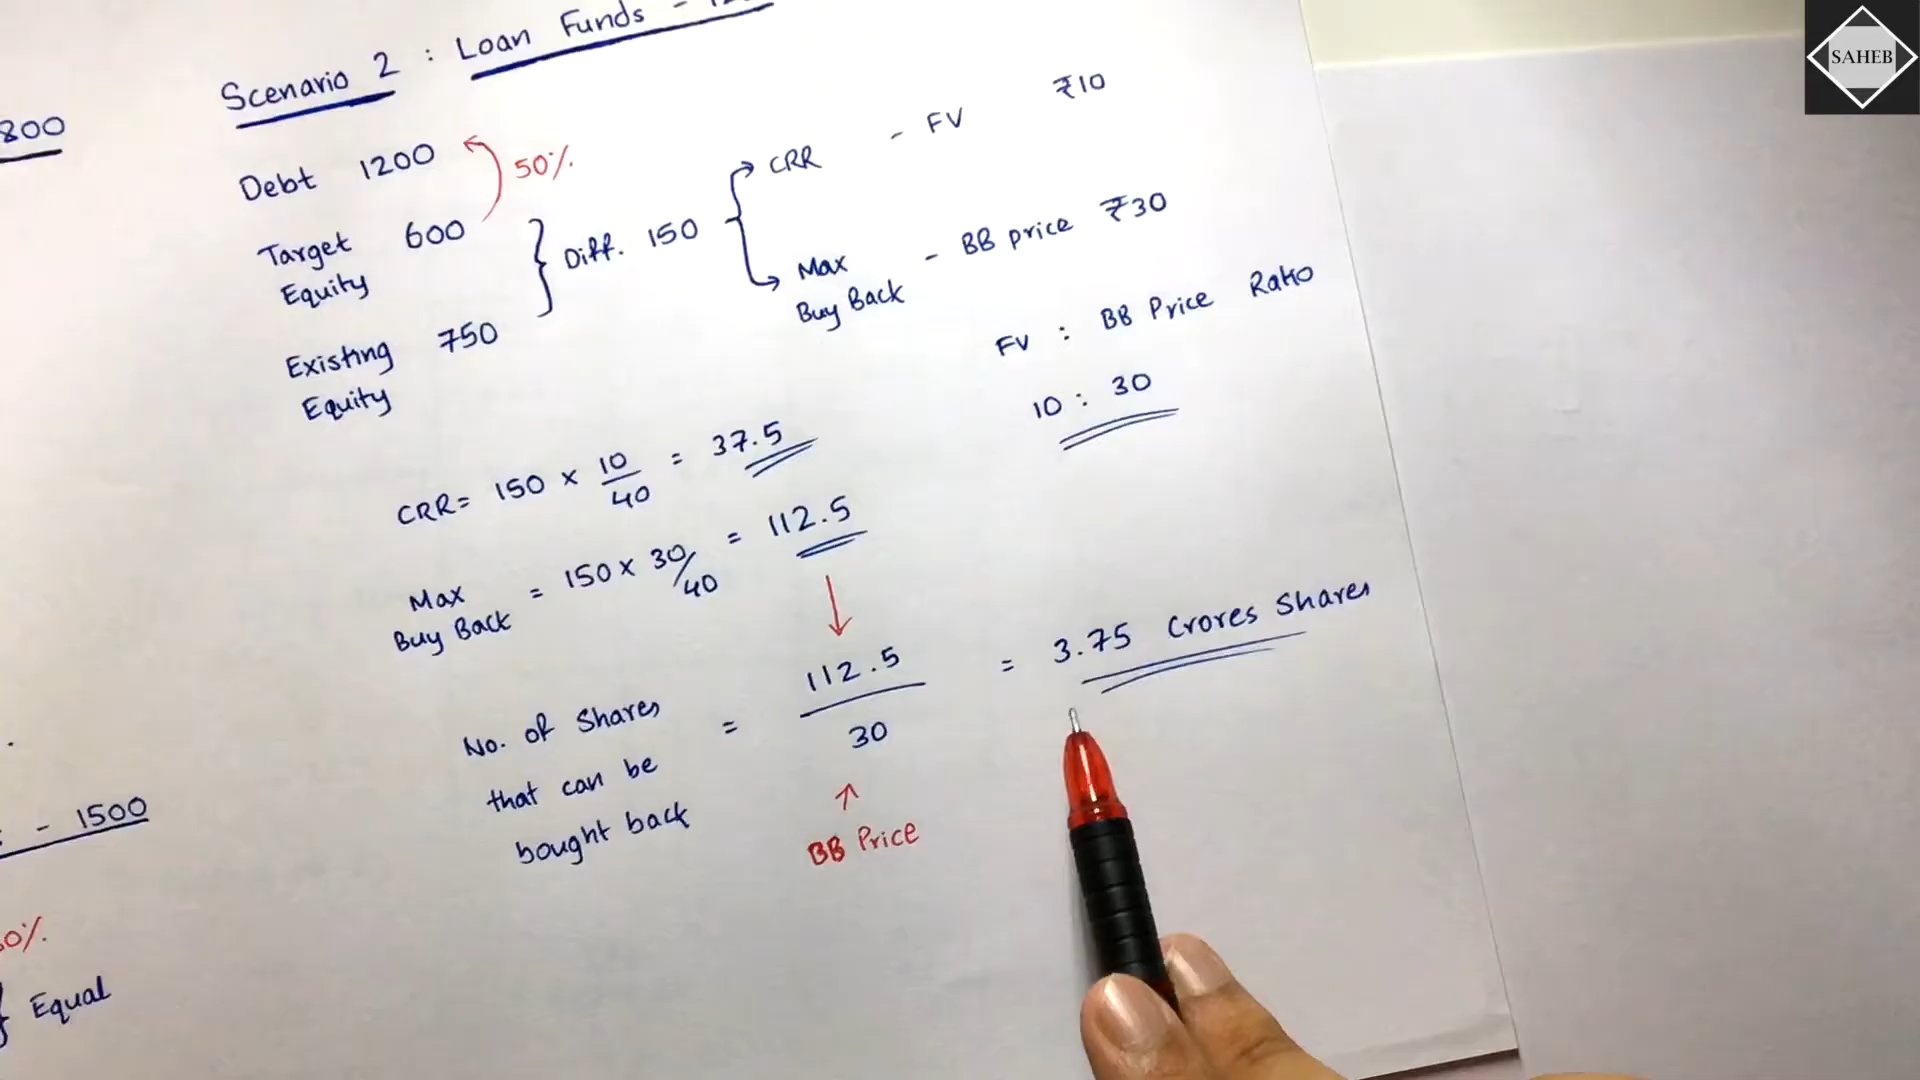 SAHEB
800
Scenario 2 : Loan Funds -
Debt 1200
50%
Target 600
Equity
Existing 750
Equity
Diff. 150
CRR - FV ₹10
Max - BB price ₹30
Buy Back
FV : BB Price Ratio
10 : 30
CRR = 150 × 10/40 = 37.5
Max = 150 × 30/40 = 112.5
Buy Back
No. of Shares = 112.5 = 3.75 Crores Shares
that can be 30
bought back
BB Price
- 1500
Equal